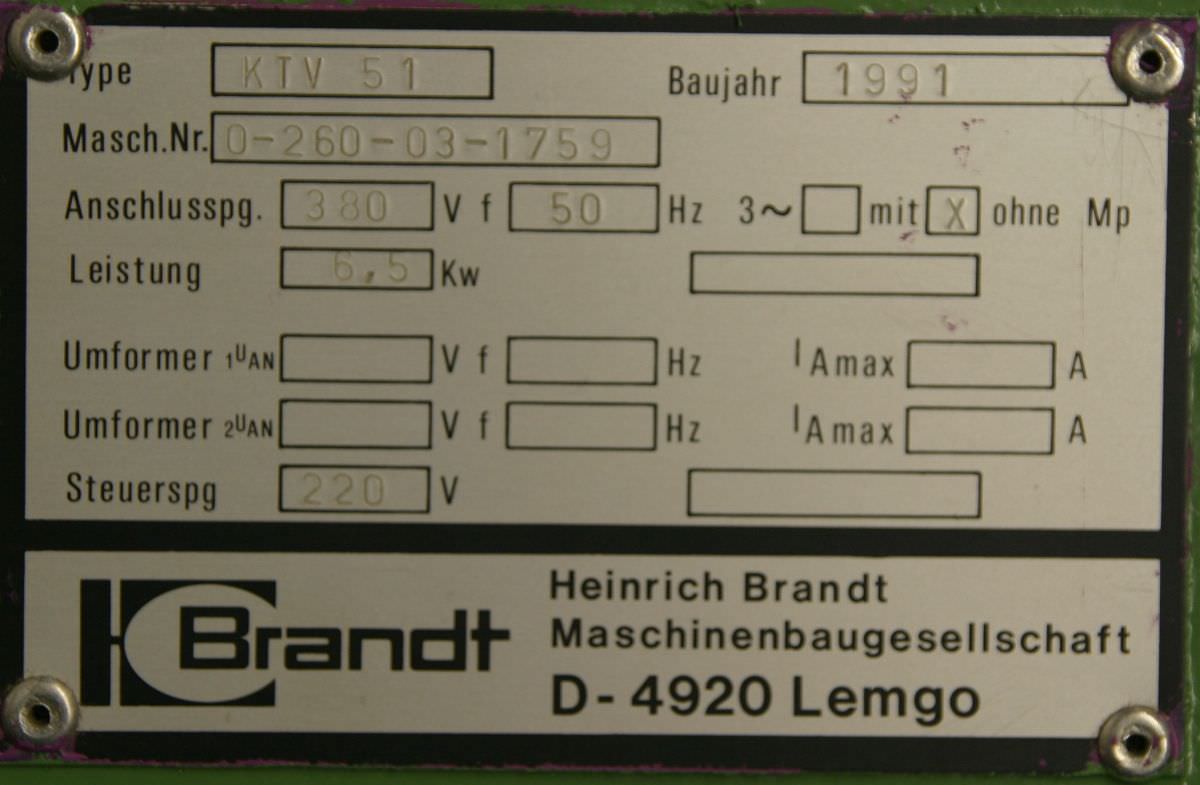 Type KTV 51 Baujahr 1991
Masch.Nr. 0-260-03-1759
Anschlusspg. 380 V f 50 Hz 3~ mit X ohne Mp
Leistung 6,5 Kw
Umformer 1UAN V f Hz IAmax A
Umformer 2UAN V f Hz IAmax A
Steuerspg 220 V
Brandt
Heinrich Brandt
Maschinenbaugesellschaft
D-4920 Lemgo